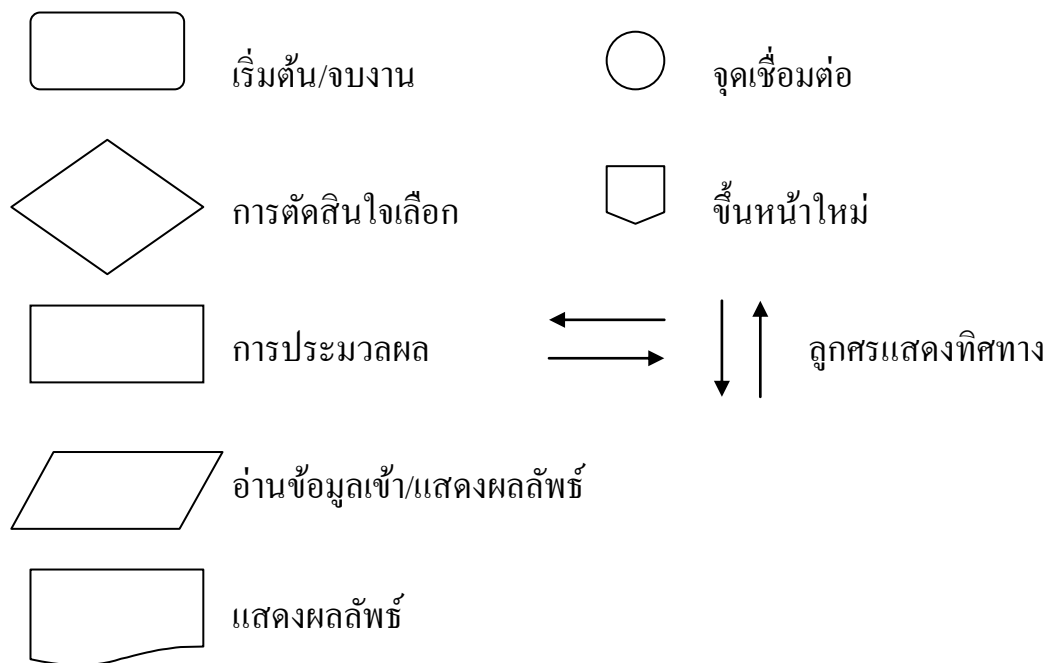 เริ่มต้น/จบงาน
จุดเชื่อมต่อ
การตัดสินใจเลือก
ขึ้นหน้าใหม่
การประมวลผล
ลูกศรแสดงทิศทาง
อ่านข้อมูลเข้า/แสดงผลลัพธ์
แสดงผลลัพธ์